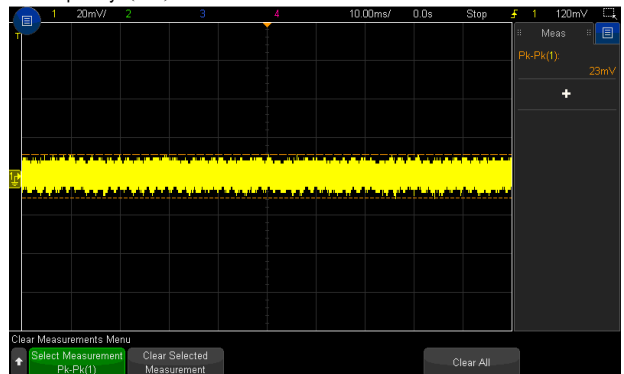 1 20mV/ 2 3 4 10.00ms/ 0.0s Stop 1 120mV
T Meas
Pk-Pk(1):
23mV
+
1
Clear Measurements Menu
Select Measurement Clear Selected Clear All
Pk-Pk(1) Measurement